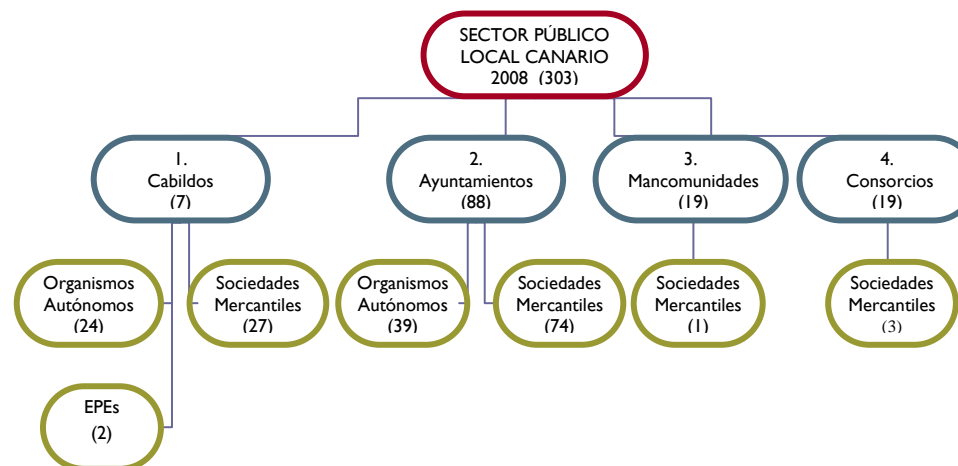 SECTOR PÚBLICO
LOCAL CANARIO
2008 (303)
1.
Cabildos
(7)
2.
Ayuntamientos
(88)
3.
Mancomunidades
(19)
4.
Consorcios
(19)
Organismos
Autónomos
(24)
Sociedades
Mercantiles
(27)
Organismos
Autónomos
(39)
Sociedades
Mercantiles
(74)
Sociedades
Mercantiles
(1)
Sociedades
Mercantiles
(3)
EPEs
(2)